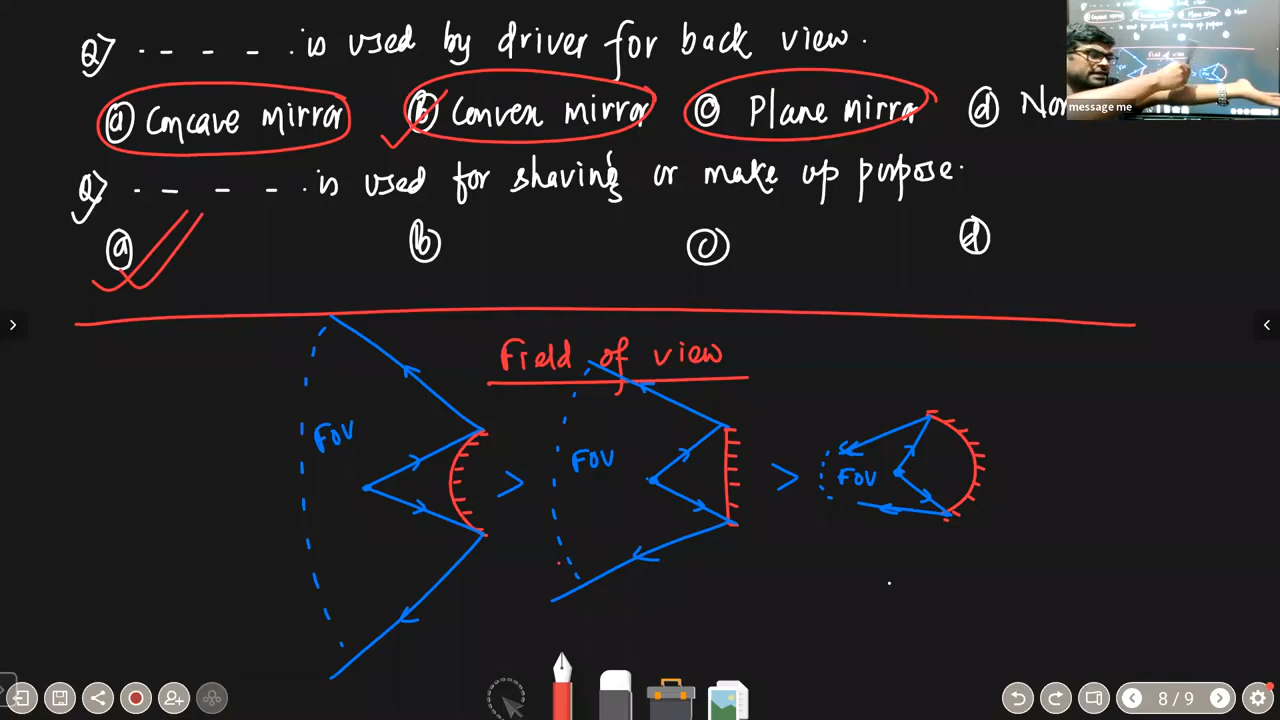 Q> ----- is used by driver for back view.
(a) Concave mirror (b) Convex mirror (c) Plane mirror (d) Non
message me
Q> ----- is used for shaving or make up purpose.
(a) (b) (c) (d)
Field of view
FOV > FOV > FOV
8 / 9